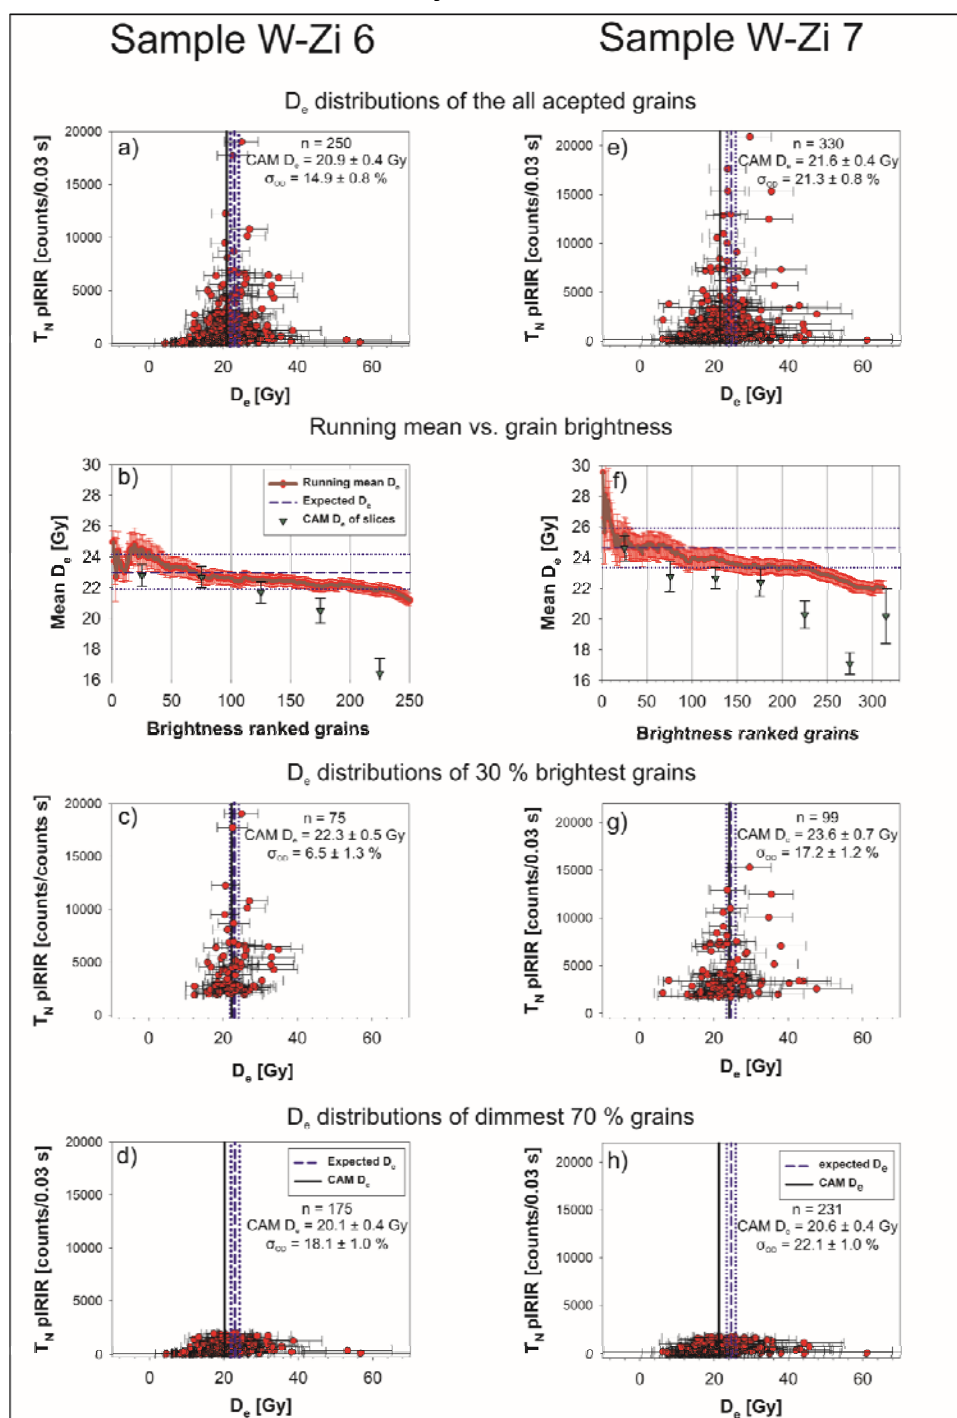 Sample W-Zi 6
Sample W-Zi 7
De distributions of the all acepted grains
a)
n = 250
CAM De = 20.9 ± 0.4 Gy
σOD = 14.9 ± 0.8 %
TN pIRIR [counts/0.03 s]
20000
15000
10000
5000
0
0 20 40 60
De [Gy]
e)
n = 330
CAM De = 21.6 ± 0.4 Gy
σOD = 21.3 ± 0.8 %
TN pIRIR [counts/0.03 s]
20000
15000
10000
5000
0
0 20 40 60
De [Gy]
Running mean vs. grain brightness
b)
Running mean De
Expected De
CAM De of slices
Mean De [Gy]
30
28
26
24
22
20
18
16
0 50 100 150 200 250
Brightness ranked grains
f)
Mean De [Gy]
30
28
26
24
22
20
18
16
0 50 100 150 200 250 300
Brightness ranked grains
De distributions of 30 % brightest grains
c)
n = 75
CAM De = 22.3 ± 0.5 Gy
σOD = 6.5 ± 1.3 %
TN pIRIR [counts/counts s]
20000
15000
10000
5000
0
0 20 40 60
De [Gy]
g)
n = 99
CAM De = 23.6 ± 0.7 Gy
σOD = 17.2 ± 1.2 %
TN pIRIR [counts/0.03 s]
20000
15000
10000
5000
0
0 20 40 60
De [Gy]
De distributions of dimmest 70 % grains
d)
Expected De
CAM De
n = 175
CAM De = 20.1 ± 0.4 Gy
σOD = 18.1 ± 1.0 %
TN pIRIR [counts/0.03 s]
20000
15000
10000
5000
0
0 20 40 60
De [Gy]
h)
expected De
CAM De
n = 231
CAM De = 20.6 ± 0.4 Gy
σOD = 22.1 ± 1.0 %
TN pIRIR [counts/0.03 s]
20000
15000
10000
5000
0
0 20 40 60
De [Gy]